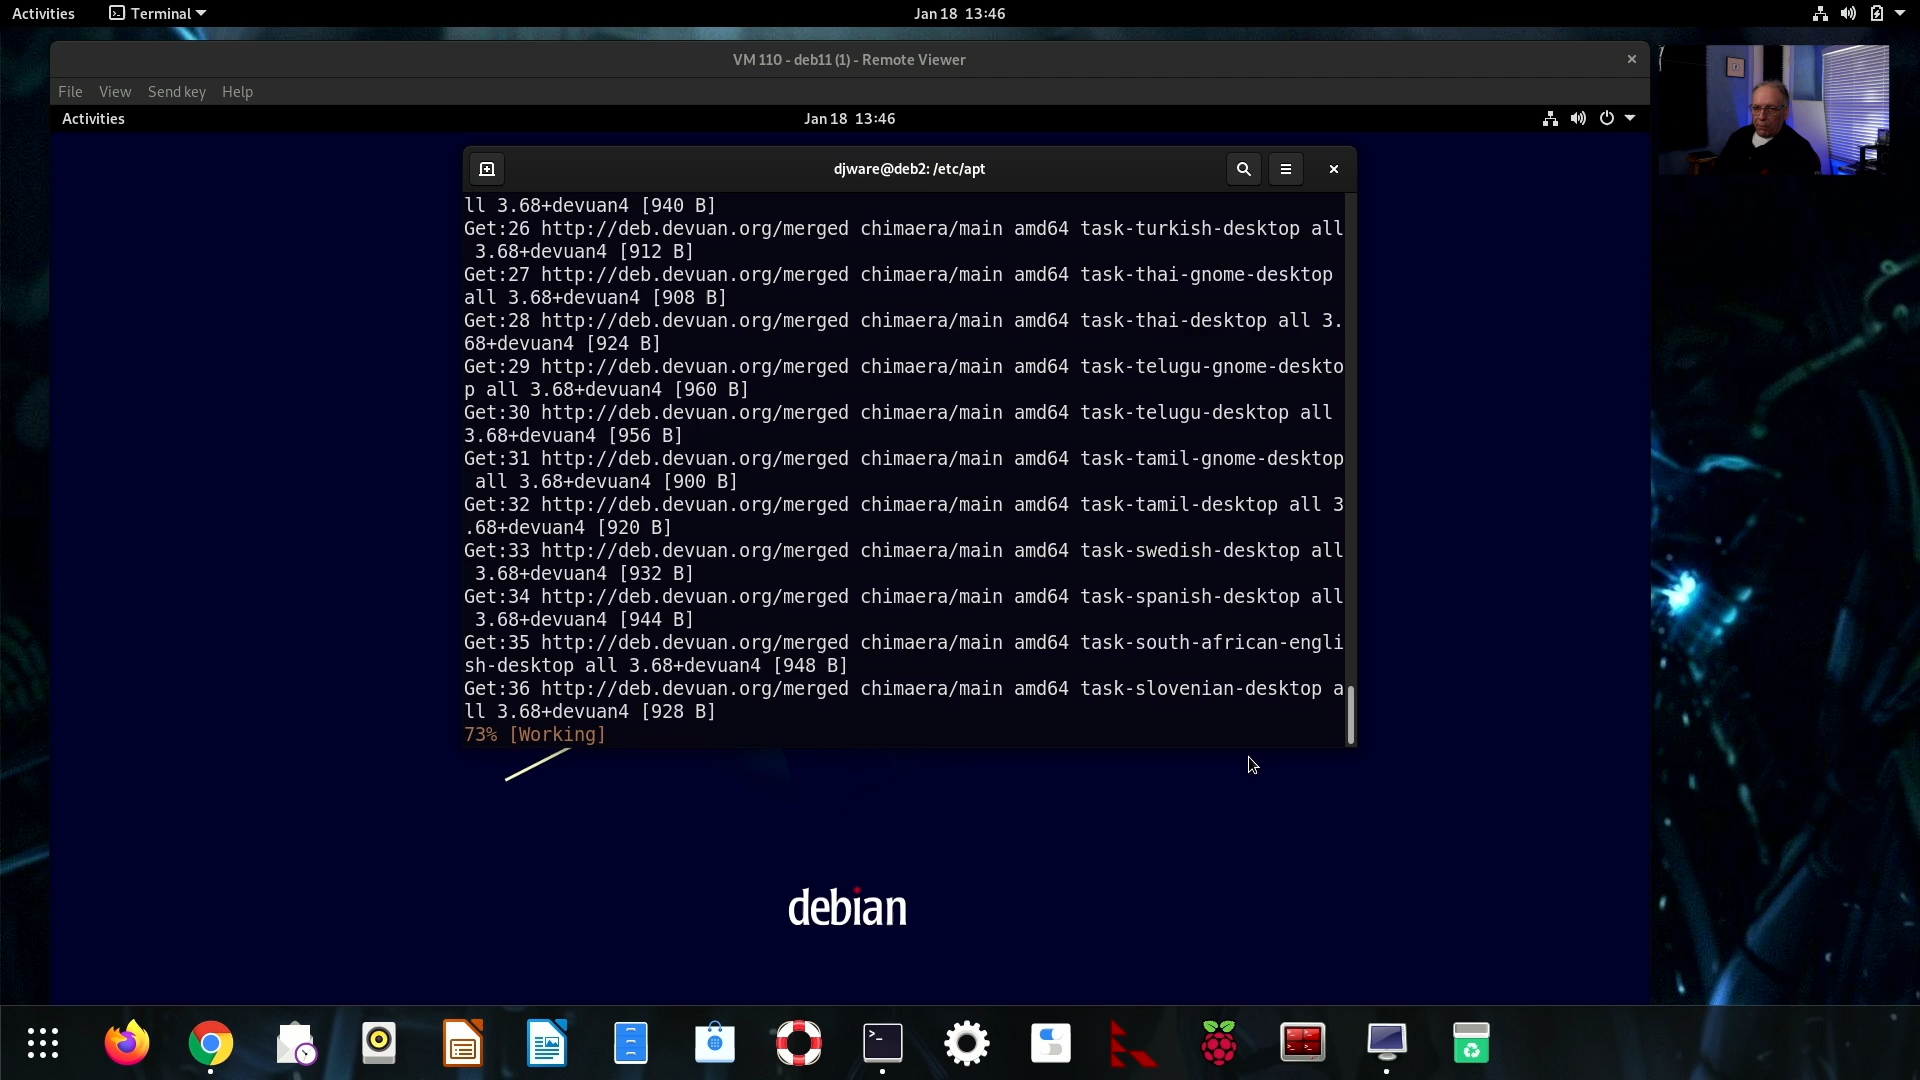 Activities Terminal Jan 18 13:46
VM 110 - deb11 (1) - Remote Viewer
File View Send key Help
Activities Jan 18 13:46
djware@deb2: /etc/apt
ll 3.68+devuan4 [940 B]
Get:26 http://deb.devuan.org/merged chimaera/main amd64 task-turkish-desktop all
 3.68+devuan4 [912 B]
Get:27 http://deb.devuan.org/merged chimaera/main amd64 task-thai-gnome-desktop
all 3.68+devuan4 [908 B]
Get:28 http://deb.devuan.org/merged chimaera/main amd64 task-thai-desktop all 3.
68+devuan4 [924 B]
Get:29 http://deb.devuan.org/merged chimaera/main amd64 task-telugu-gnome-deskto
p all 3.68+devuan4 [960 B]
Get:30 http://deb.devuan.org/merged chimaera/main amd64 task-telugu-desktop all
3.68+devuan4 [956 B]
Get:31 http://deb.devuan.org/merged chimaera/main amd64 task-tamil-gnome-desktop
 all 3.68+devuan4 [900 B]
Get:32 http://deb.devuan.org/merged chimaera/main amd64 task-tamil-desktop all 3
.68+devuan4 [920 B]
Get:33 http://deb.devuan.org/merged chimaera/main amd64 task-swedish-desktop all
 3.68+devuan4 [932 B]
Get:34 http://deb.devuan.org/merged chimaera/main amd64 task-spanish-desktop all
 3.68+devuan4 [944 B]
Get:35 http://deb.devuan.org/merged chimaera/main amd64 task-south-african-engli
sh-desktop all 3.68+devuan4 [948 B]
Get:36 http://deb.devuan.org/merged chimaera/main amd64 task-slovenian-desktop a
ll 3.68+devuan4 [928 B]
73% [Working]
debian